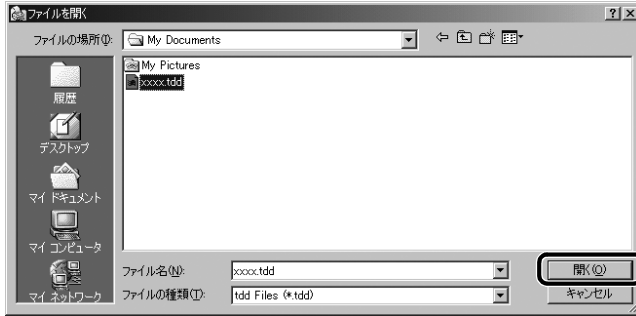 ファイルを開く
ファイルの場所(I):
My Documents
My Pictures
xxxx.tdd
履歴
デスクトップ
マイ ドキュメント
マイ コンピュータ
マイ ネットワーク
ファイル名(N):
xxxx.tdd
開く(O)
ファイルの種類(T):
tdd Files (*.tdd)
キャンセル